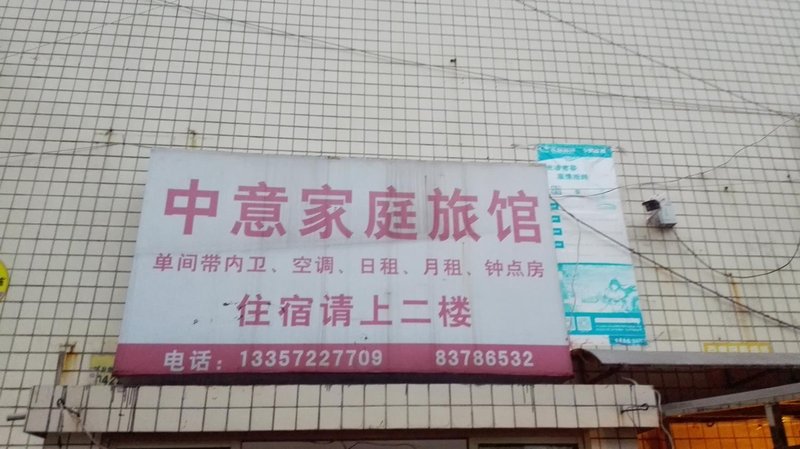 中意家庭旅馆
单间带内卫、空调、日租、月租、钟点房
住宿请上二楼
电话：13357227709 83786532